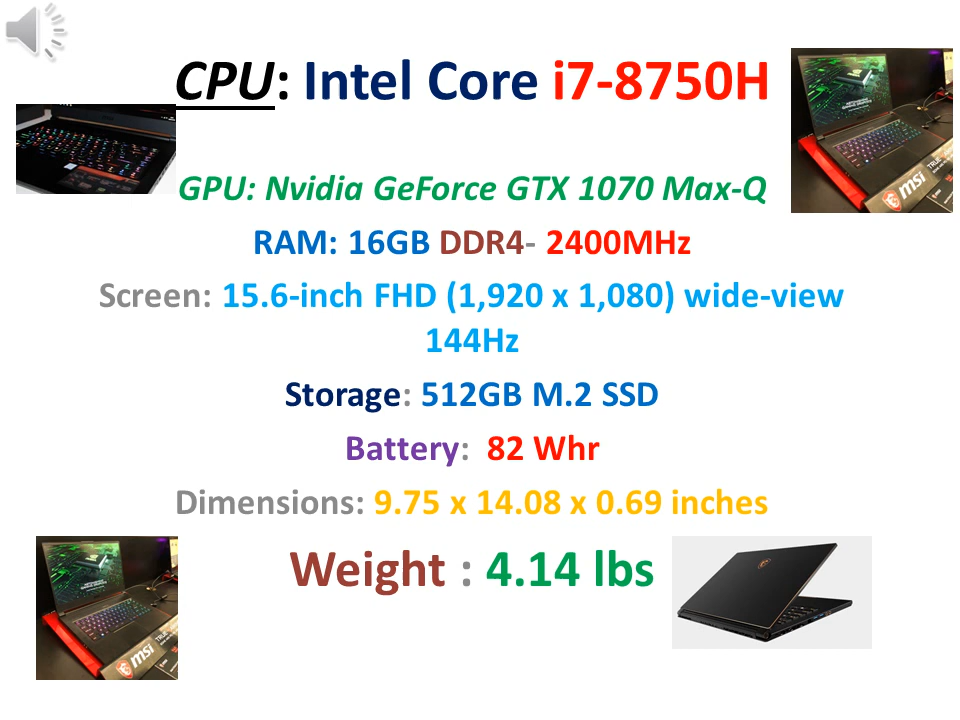 CPU: Intel Core i7-8750H
GPU: Nvidia GeForce GTX 1070 Max-Q
RAM: 16GB DDR4- 2400MHz
Screen: 15.6-inch FHD (1,920 x 1,080) wide-view
144Hz
Storage: 512GB M.2 SSD
Battery: 82 Whr
Dimensions: 9.75 x 14.08 x 0.69 inches
Weight : 4.14 lbs
msi
msi